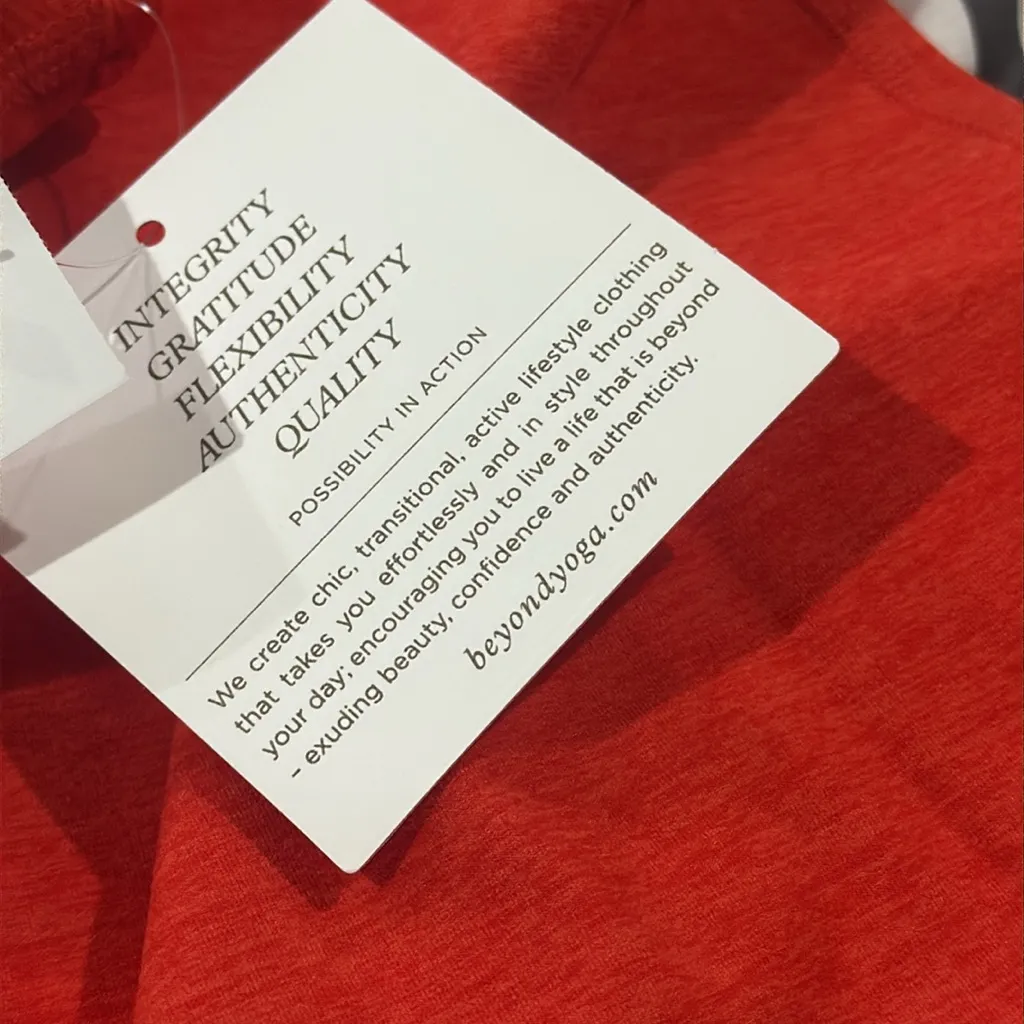 INTEGRITY
GRATITUDE
FLEXIBILITY
AUTHENTICITY
QUALITY
POSSIBILITY IN ACTION
We create chic, transitional, active lifestyle clothing
that takes you effortlessly and in style throughout
your day; encouraging you to live a life that is beyond
- exuding beauty, confidence and authenticity.
beyondyoga.com